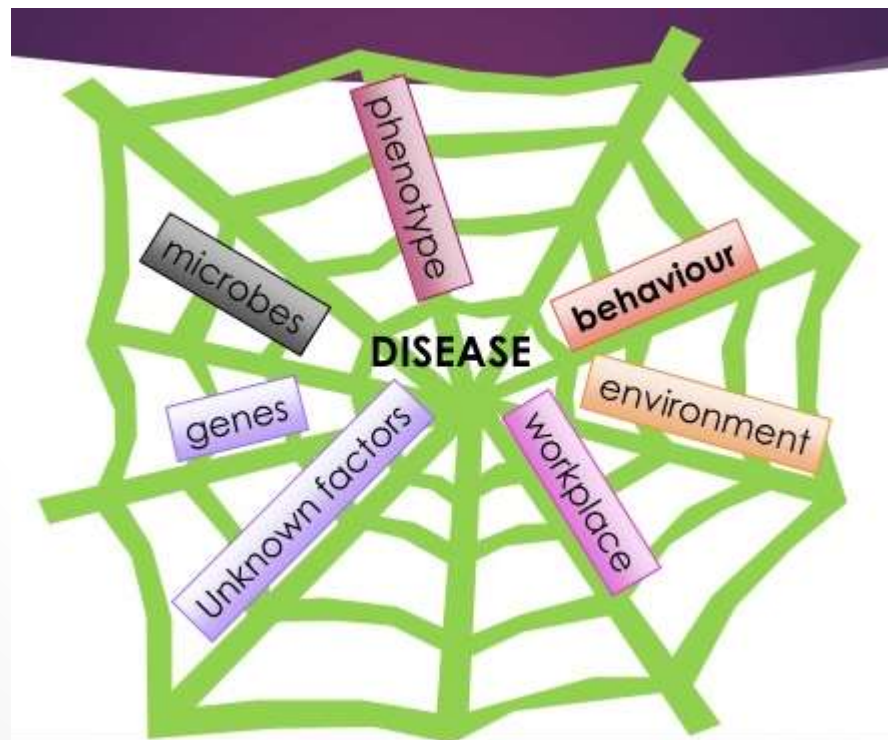 phenotype
microbes
behaviour
DISEASE
genes
environment
Unknown factors
workplace